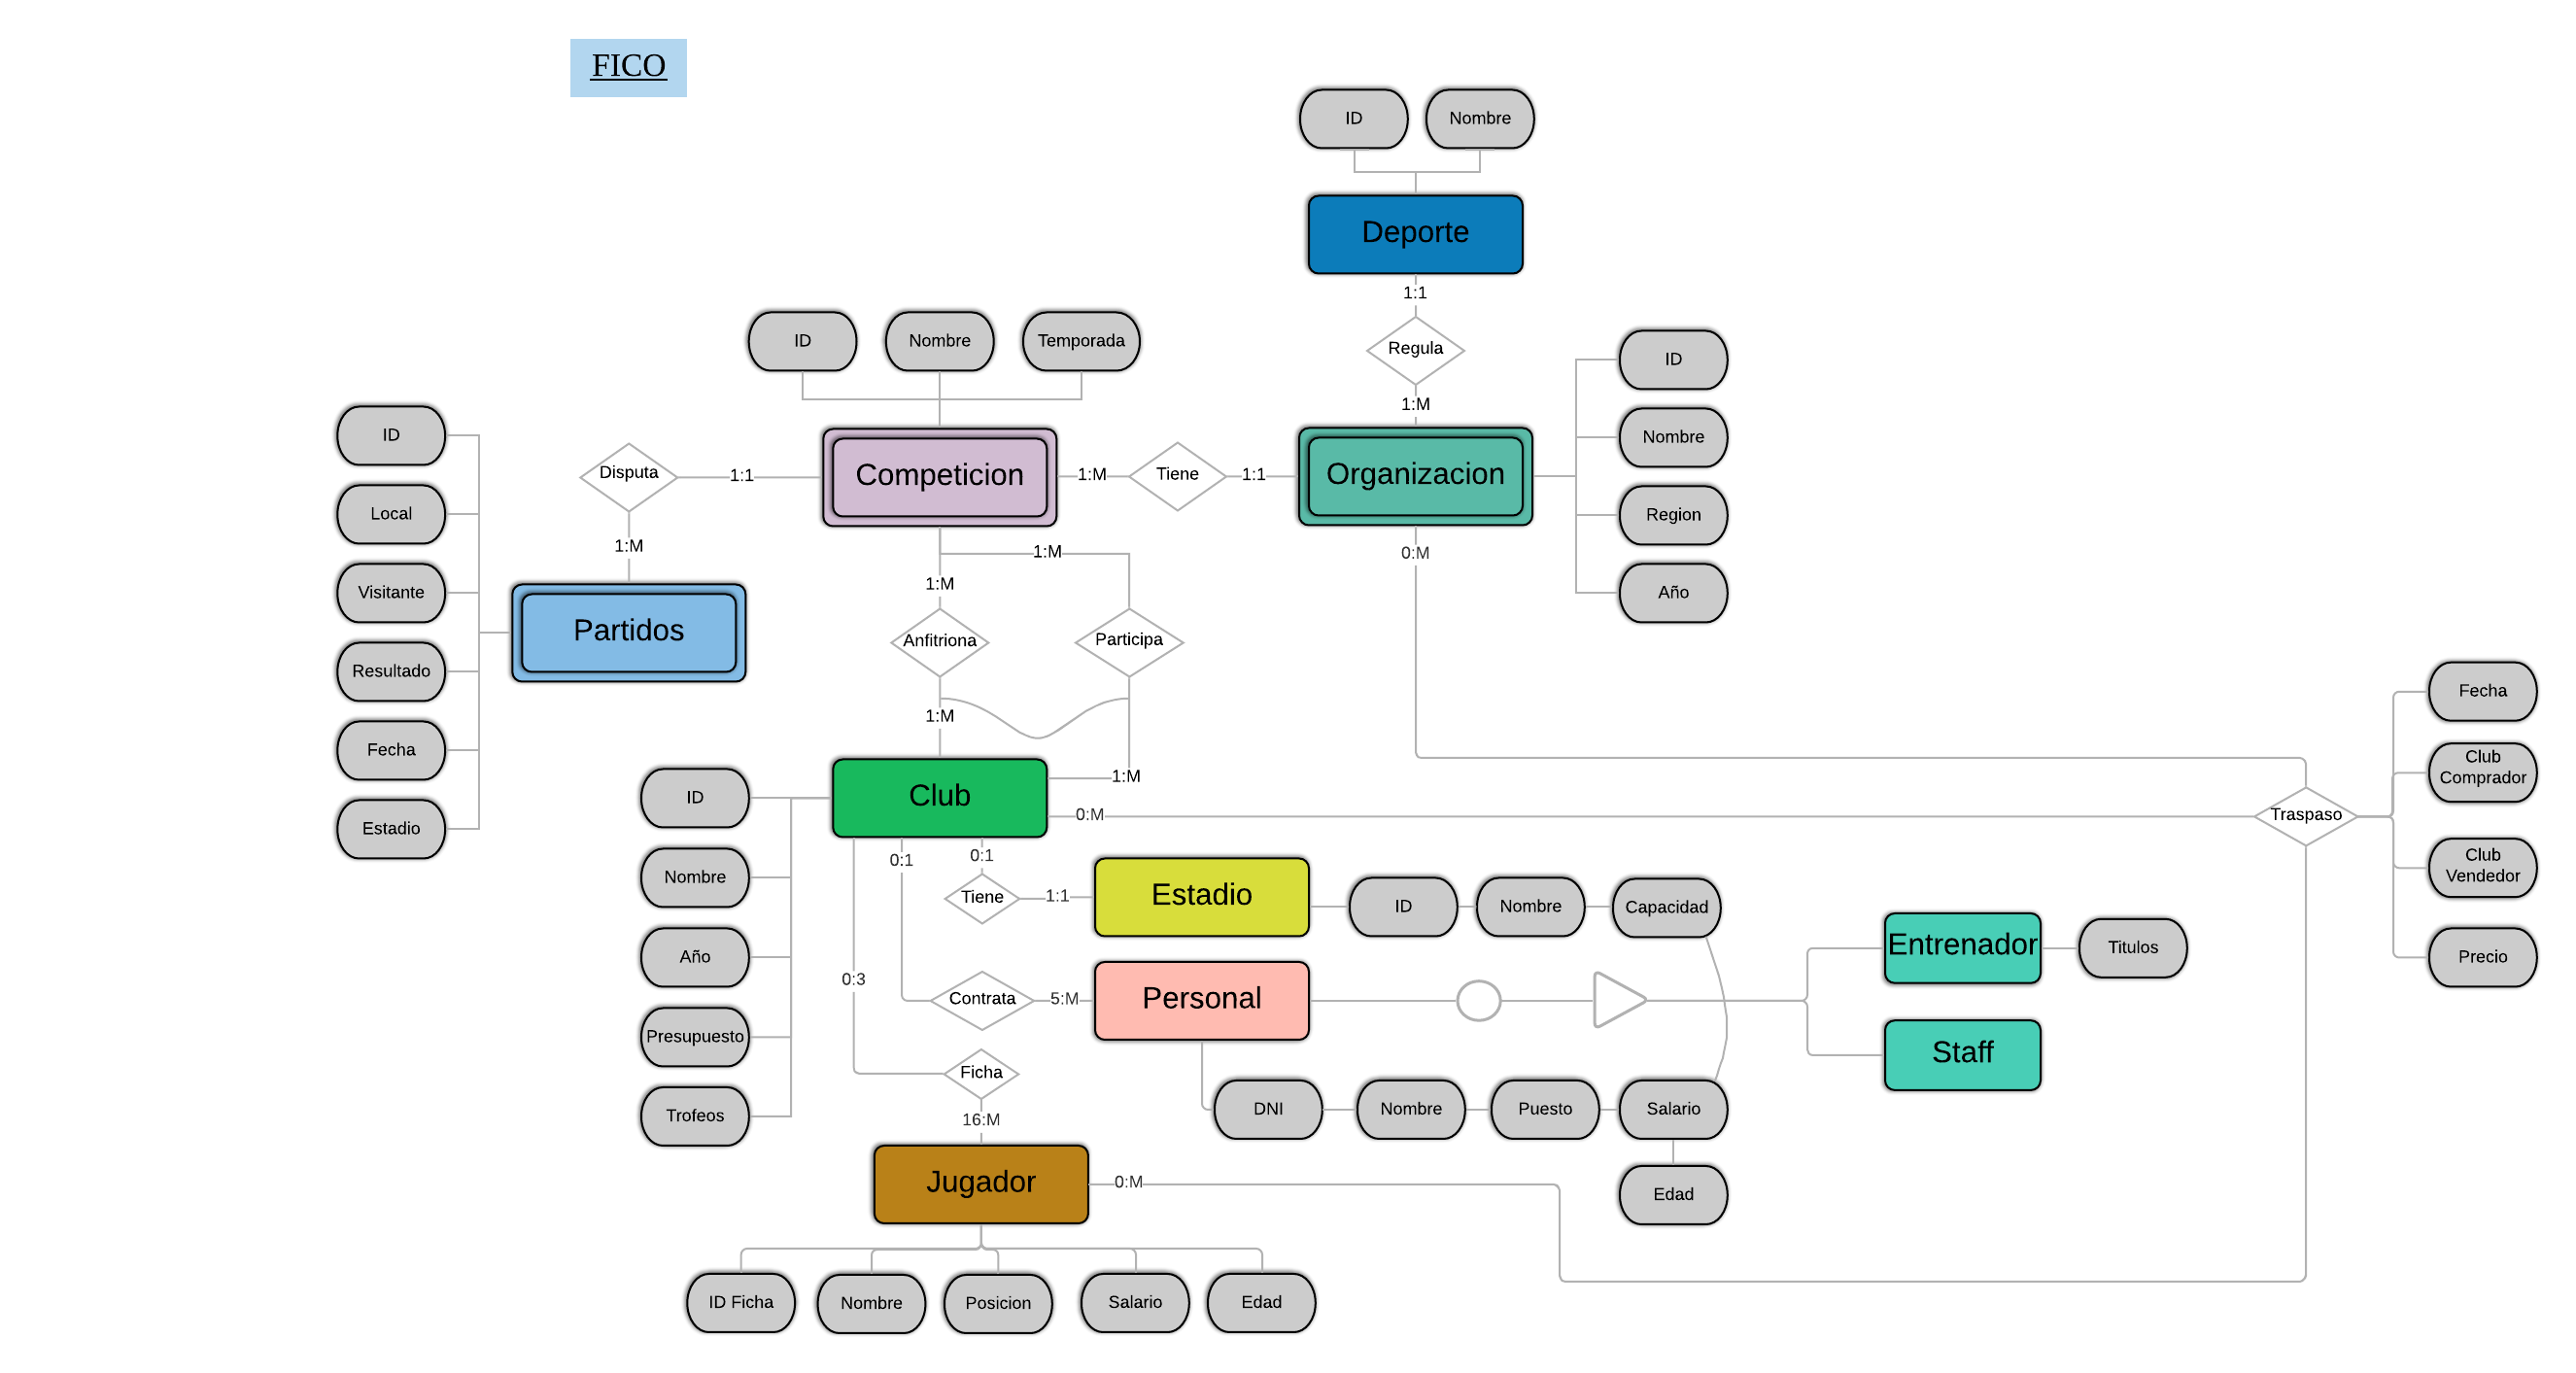 FICO
ID
Nombre
Deporte
1:1
Regula
1:M
ID
Nombre
Temporada
ID
Nombre
Region
Año
Competicion
1:M
Tiene
1:1
Organizacion
0:M
Disputa
1:1
1:M
Partidos
ID
Local
Visitante
Resultado
Fecha
Estadio
1:M
1:M
Anfitriona
Participa
1:M
1:M
Club
0:M
Traspaso
Fecha
Club
Comprador
Club
Vendedor
Precio
ID
Nombre
Año
Presupuesto
Trofeos
0:1
0:1
Tiene
1:1
Estadio
ID
Nombre
Capacidad
0:3
Contrata
5:M
Personal
Entrenador
Titulos
Staff
DNI
Nombre
Puesto
Salario
Edad
Ficha
16:M
Jugador
0:M
ID Ficha
Nombre
Posicion
Salario
Edad